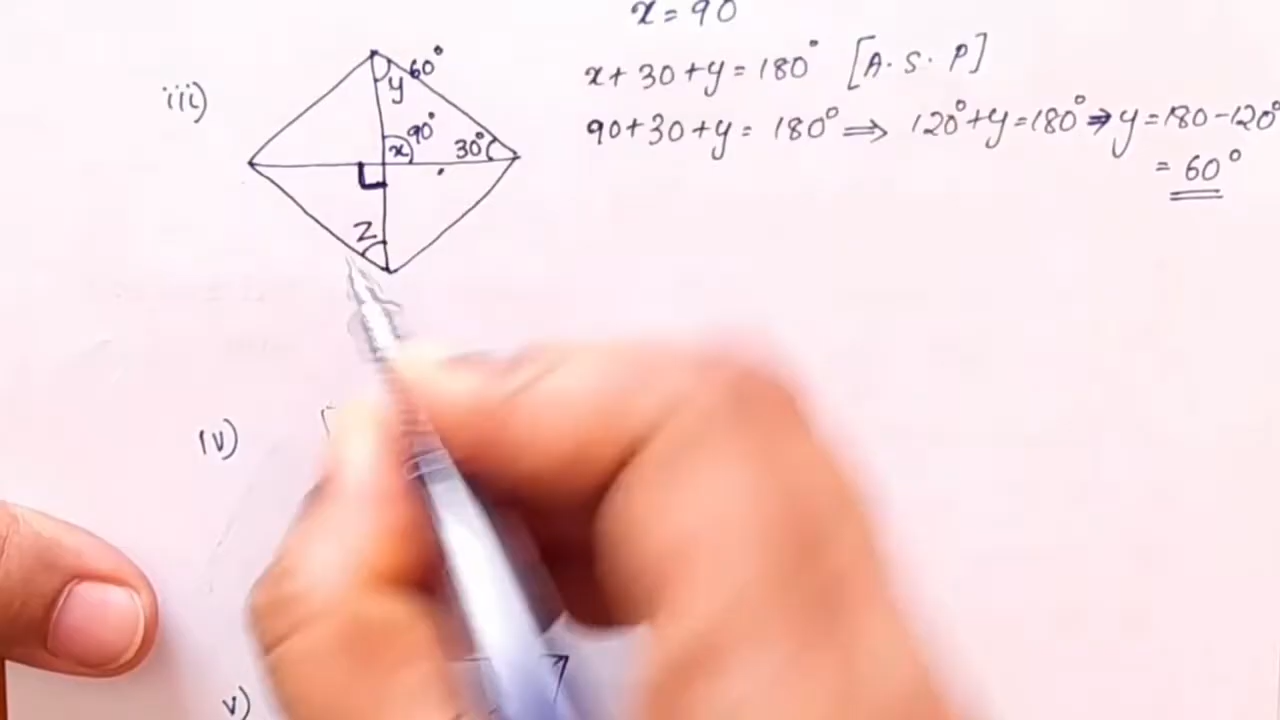 x = 90
iii)
60°
y
90°
x
30°
z
x + 30 + y = 180° [A. S. P]
90 + 30 + y = 180° ⇒ 120° + y = 180° ⇒ y = 180 - 120°
= 60°
iv)
v)